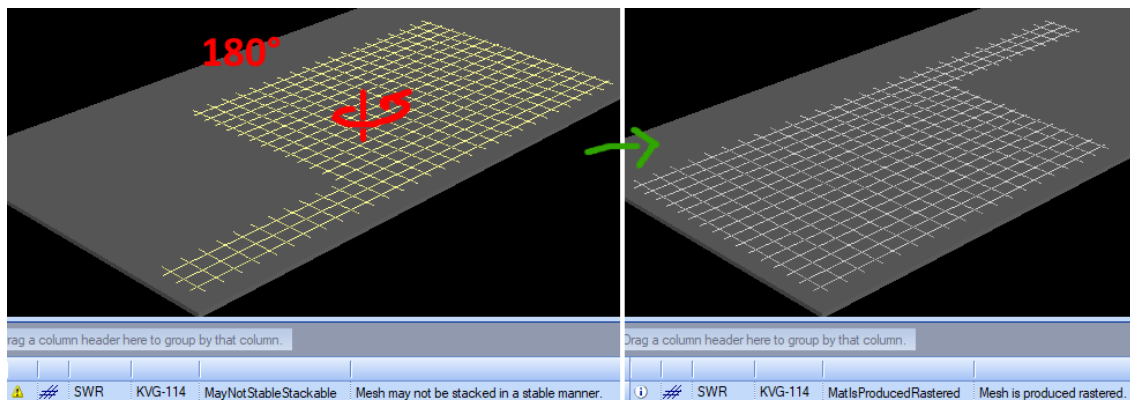 180°
rag a column header here to group by that column.
SWR KVG-114 MayNotStableStackable Mesh may not be stacked in a stable manner.
Drag a column header here to group by that column.
SWR KVG-114 MatIsProducedRastered Mesh is produced rastered.